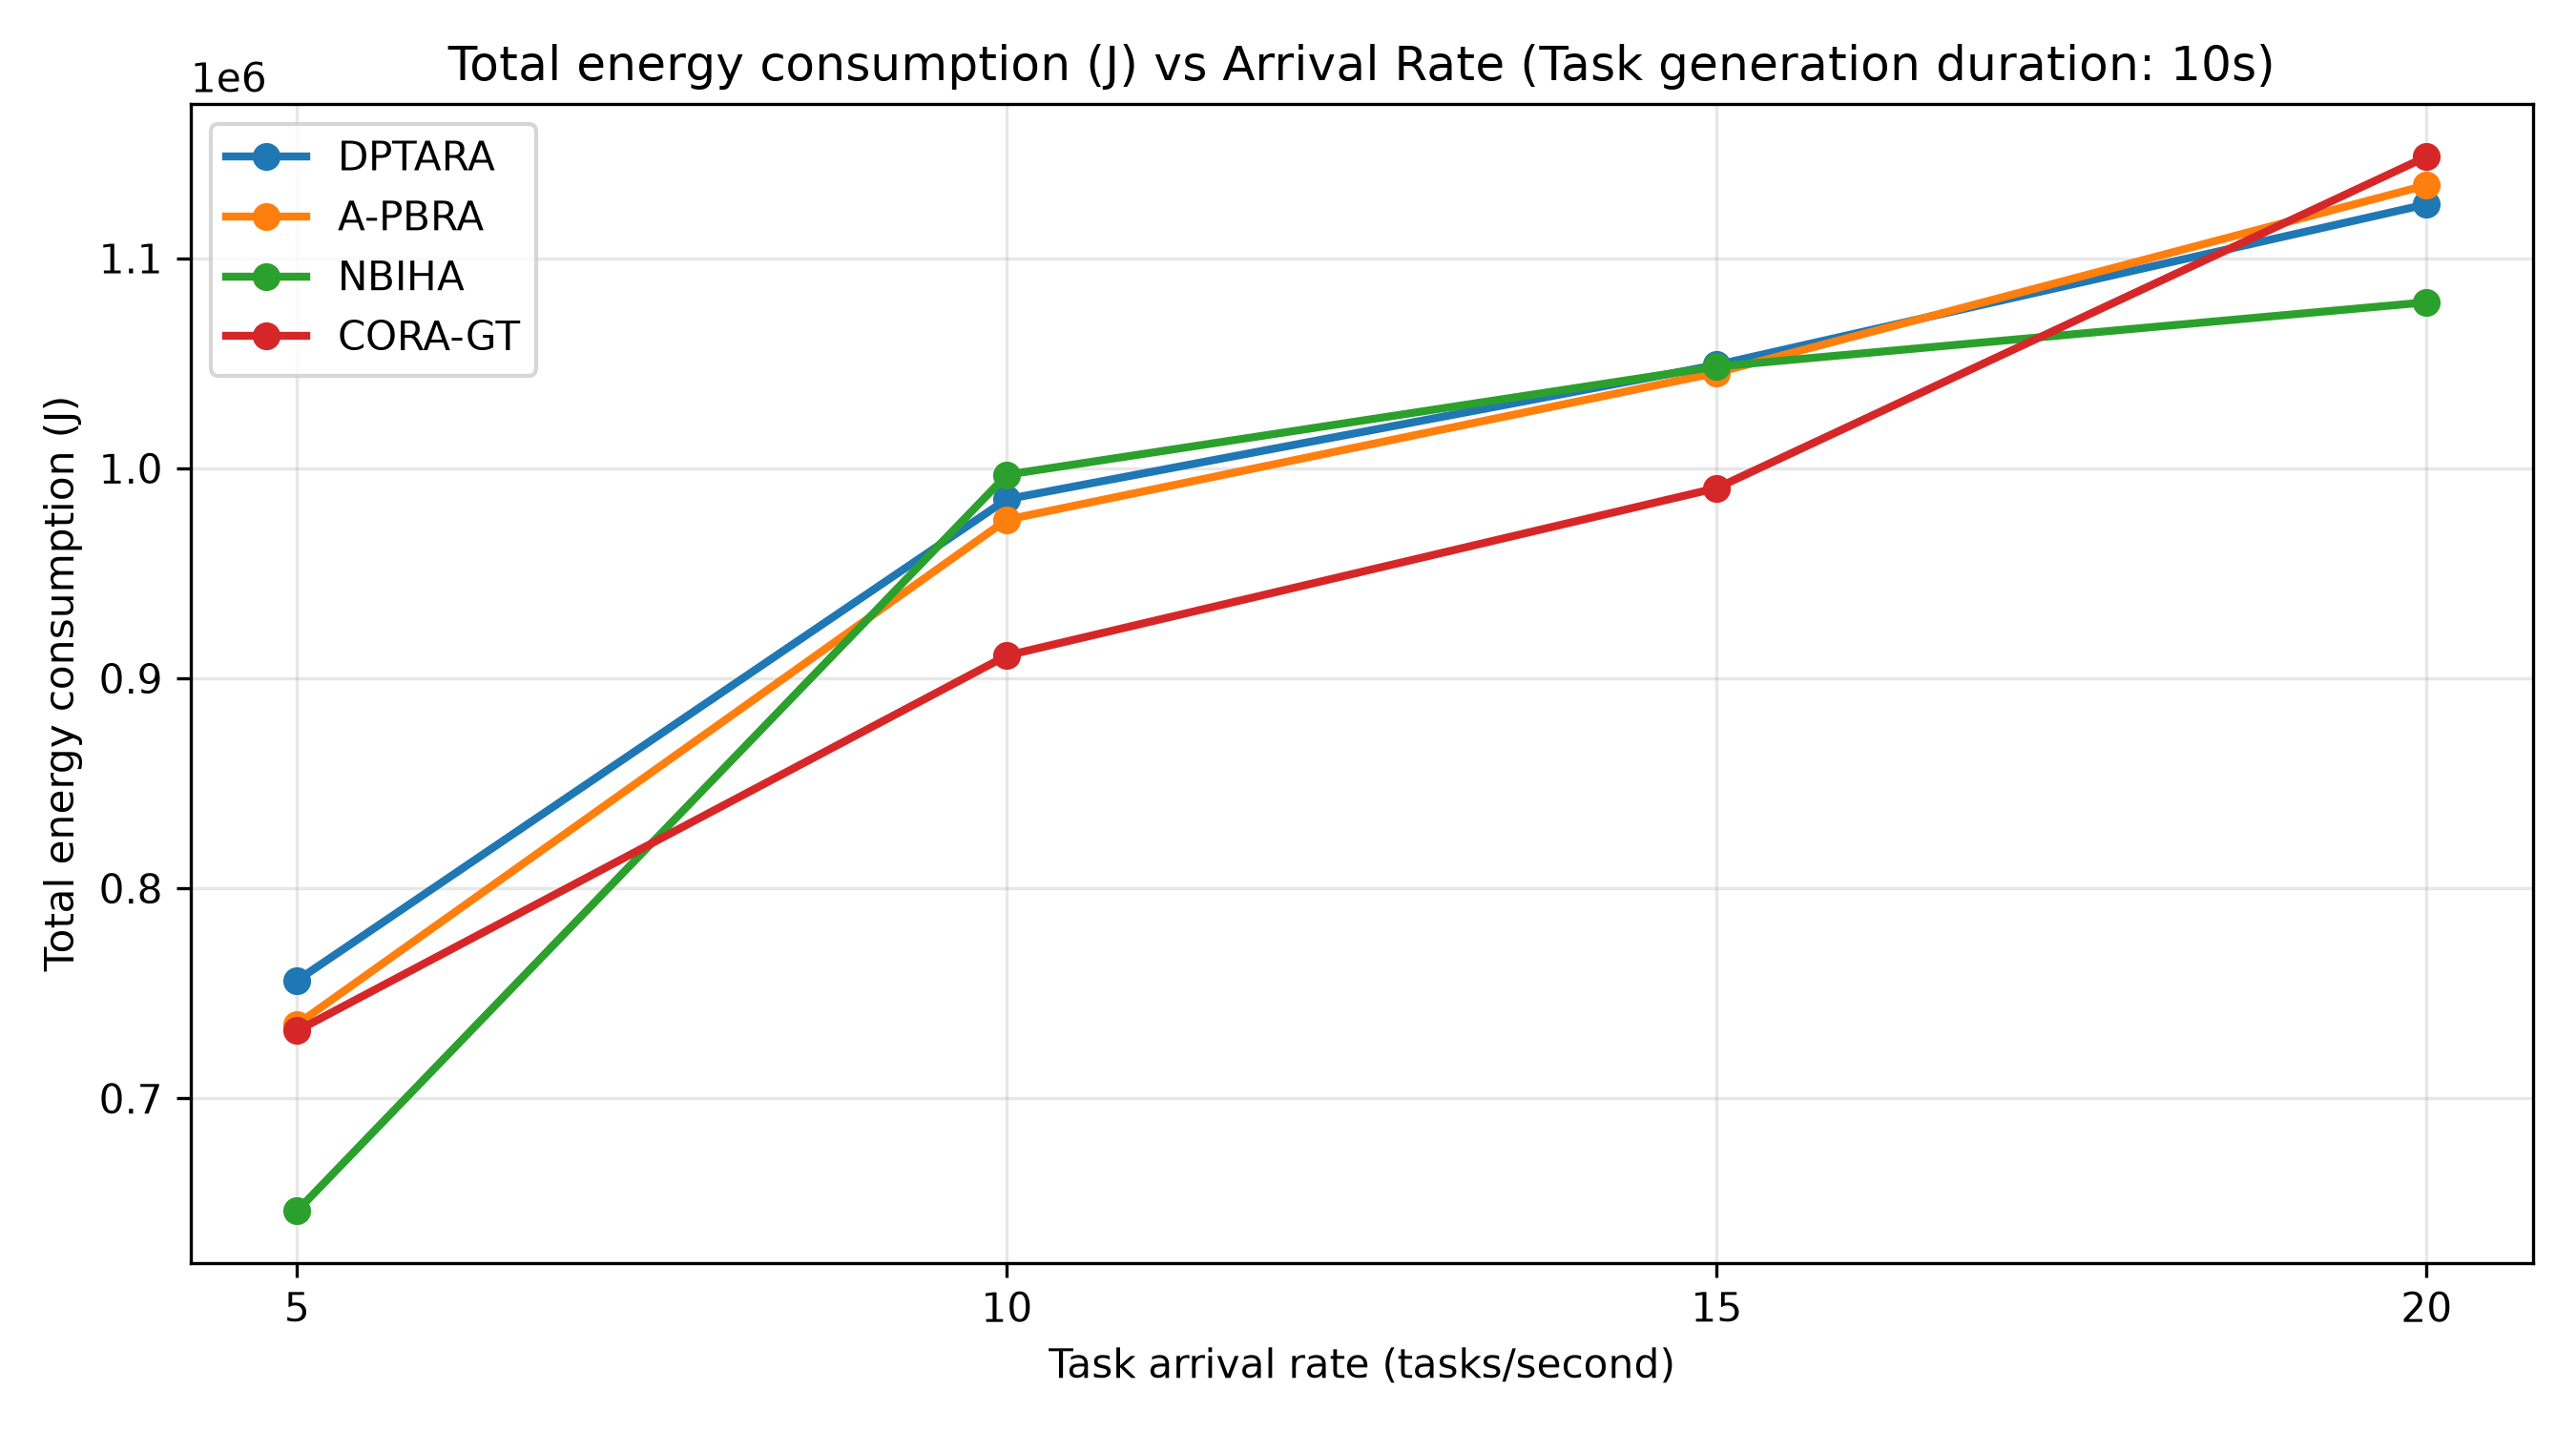 Total energy consumption (J) vs Arrival Rate (Task generation duration: 10s)
1e6
DPTARA
A-PBRA
NBIHA
CORA-GT
Total energy consumption (J)
1.1
1.0
0.9
0.8
0.7
5 10 15 20
Task arrival rate (tasks/second)